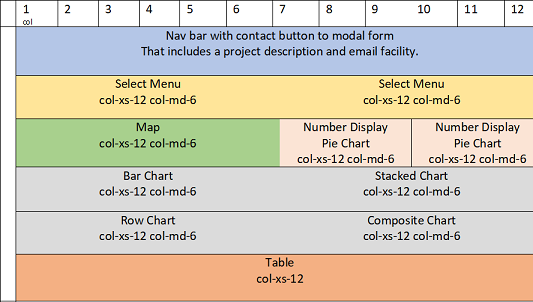 1 2 3 4 5 6 7 8 9 10 11 12
col
Nav bar with contact button to modal form
That includes a project description and email facility.
Select Menu Select Menu
col-xs-12 col-md-6 col-xs-12 col-md-6
Map Number Display Number Display
col-xs-12 col-md-6 Pie Chart Pie Chart
col-xs-12 col-md-6 col-xs-12 col-md-6
Bar Chart Stacked Chart
col-xs-12 col-md-6 col-xs-12 col-md-6
Row Chart Composite Chart
col-xs-12 col-md-6 col-xs-12 col-md-6
Table
col-xs-12